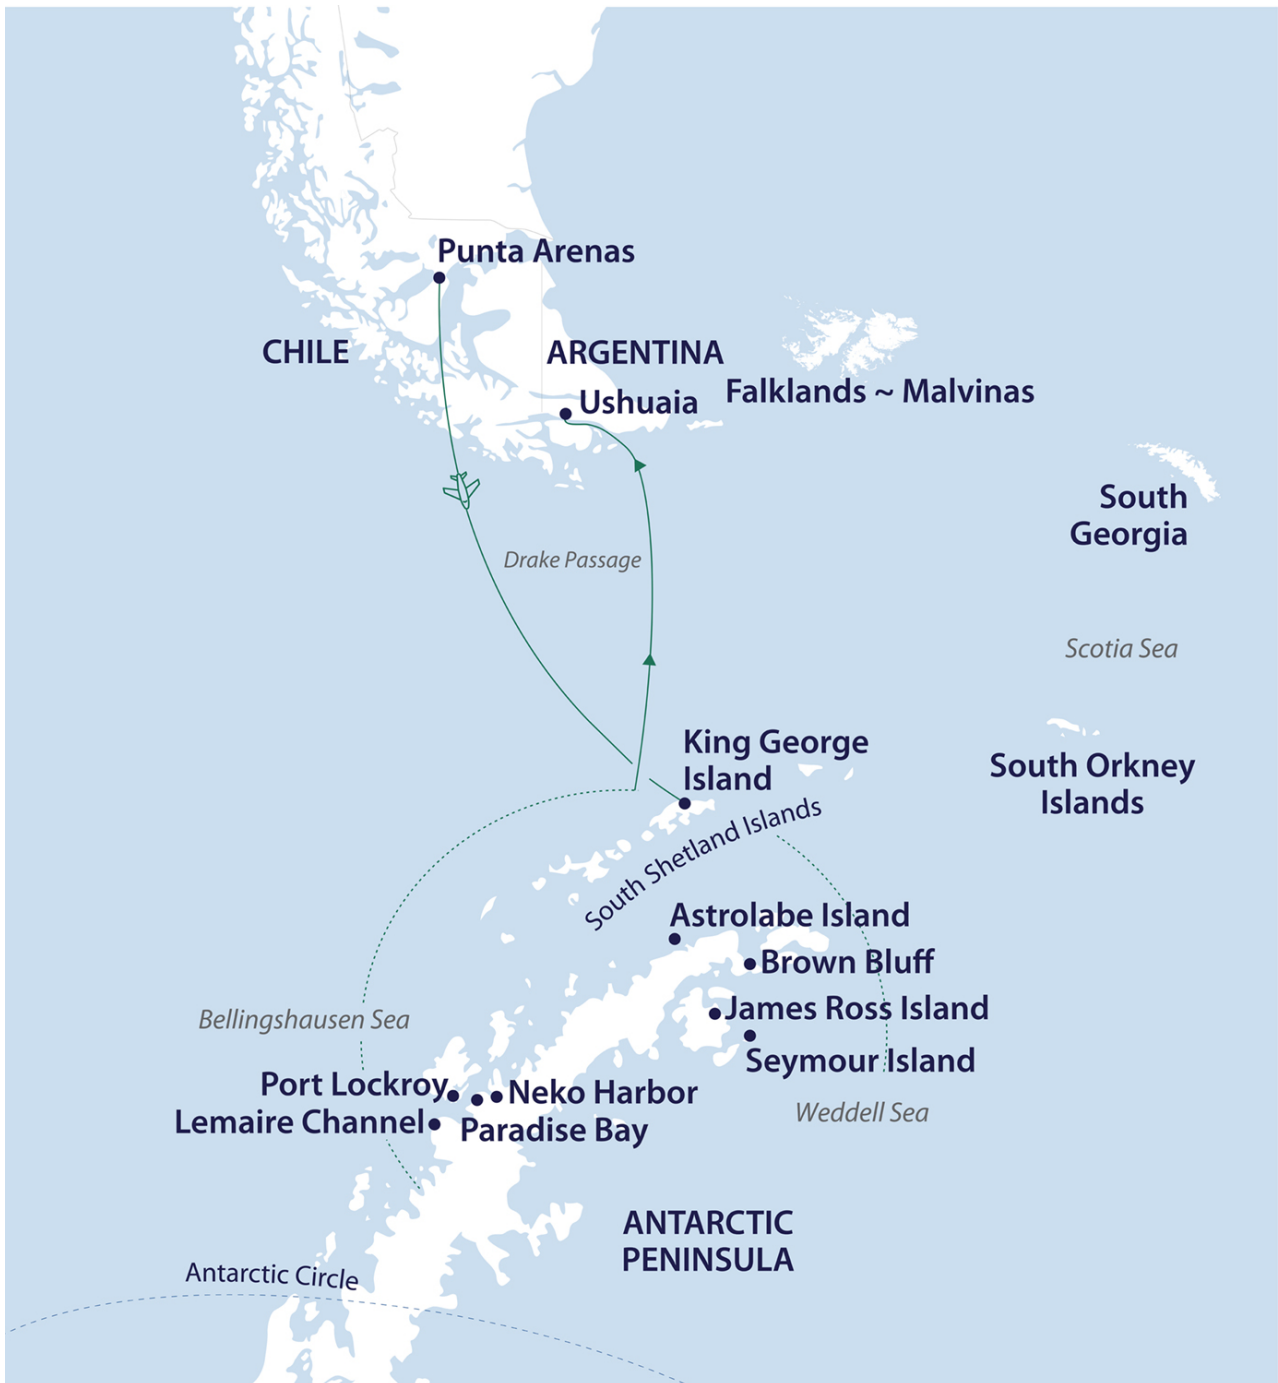 Punta Arenas
CHILE
ARGENTINA
Falklands ~ Malvinas
Ushuaia
South
Georgia
Drake Passage
Scotia Sea
King George
Island
South Orkney
Islands
South Shetland Islands
Astrolabe Island
Brown Bluff
James Ross Island
Bellingshausen Sea
Seymour Island
Port Lockroy
Neko Harbor
Weddell Sea
Lemaire Channel
Paradise Bay
ANTARCTIC
PENINSULA
Antarctic Circle